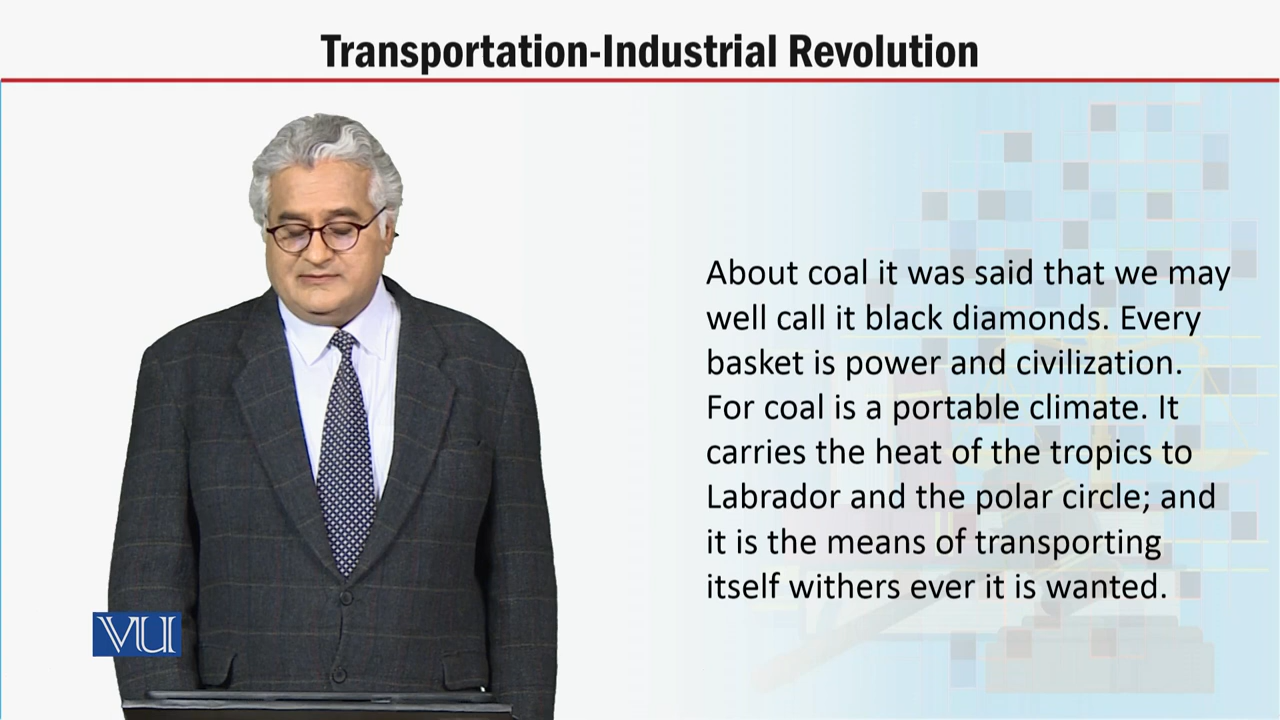 Transportation-Industrial Revolution
About coal it was said that we may
well call it black diamonds. Every
basket is power and civilization.
For coal is a portable climate. It
carries the heat of the tropics to
Labrador and the polar circle; and
it is the means of transporting
itself withers ever it is wanted.
VU